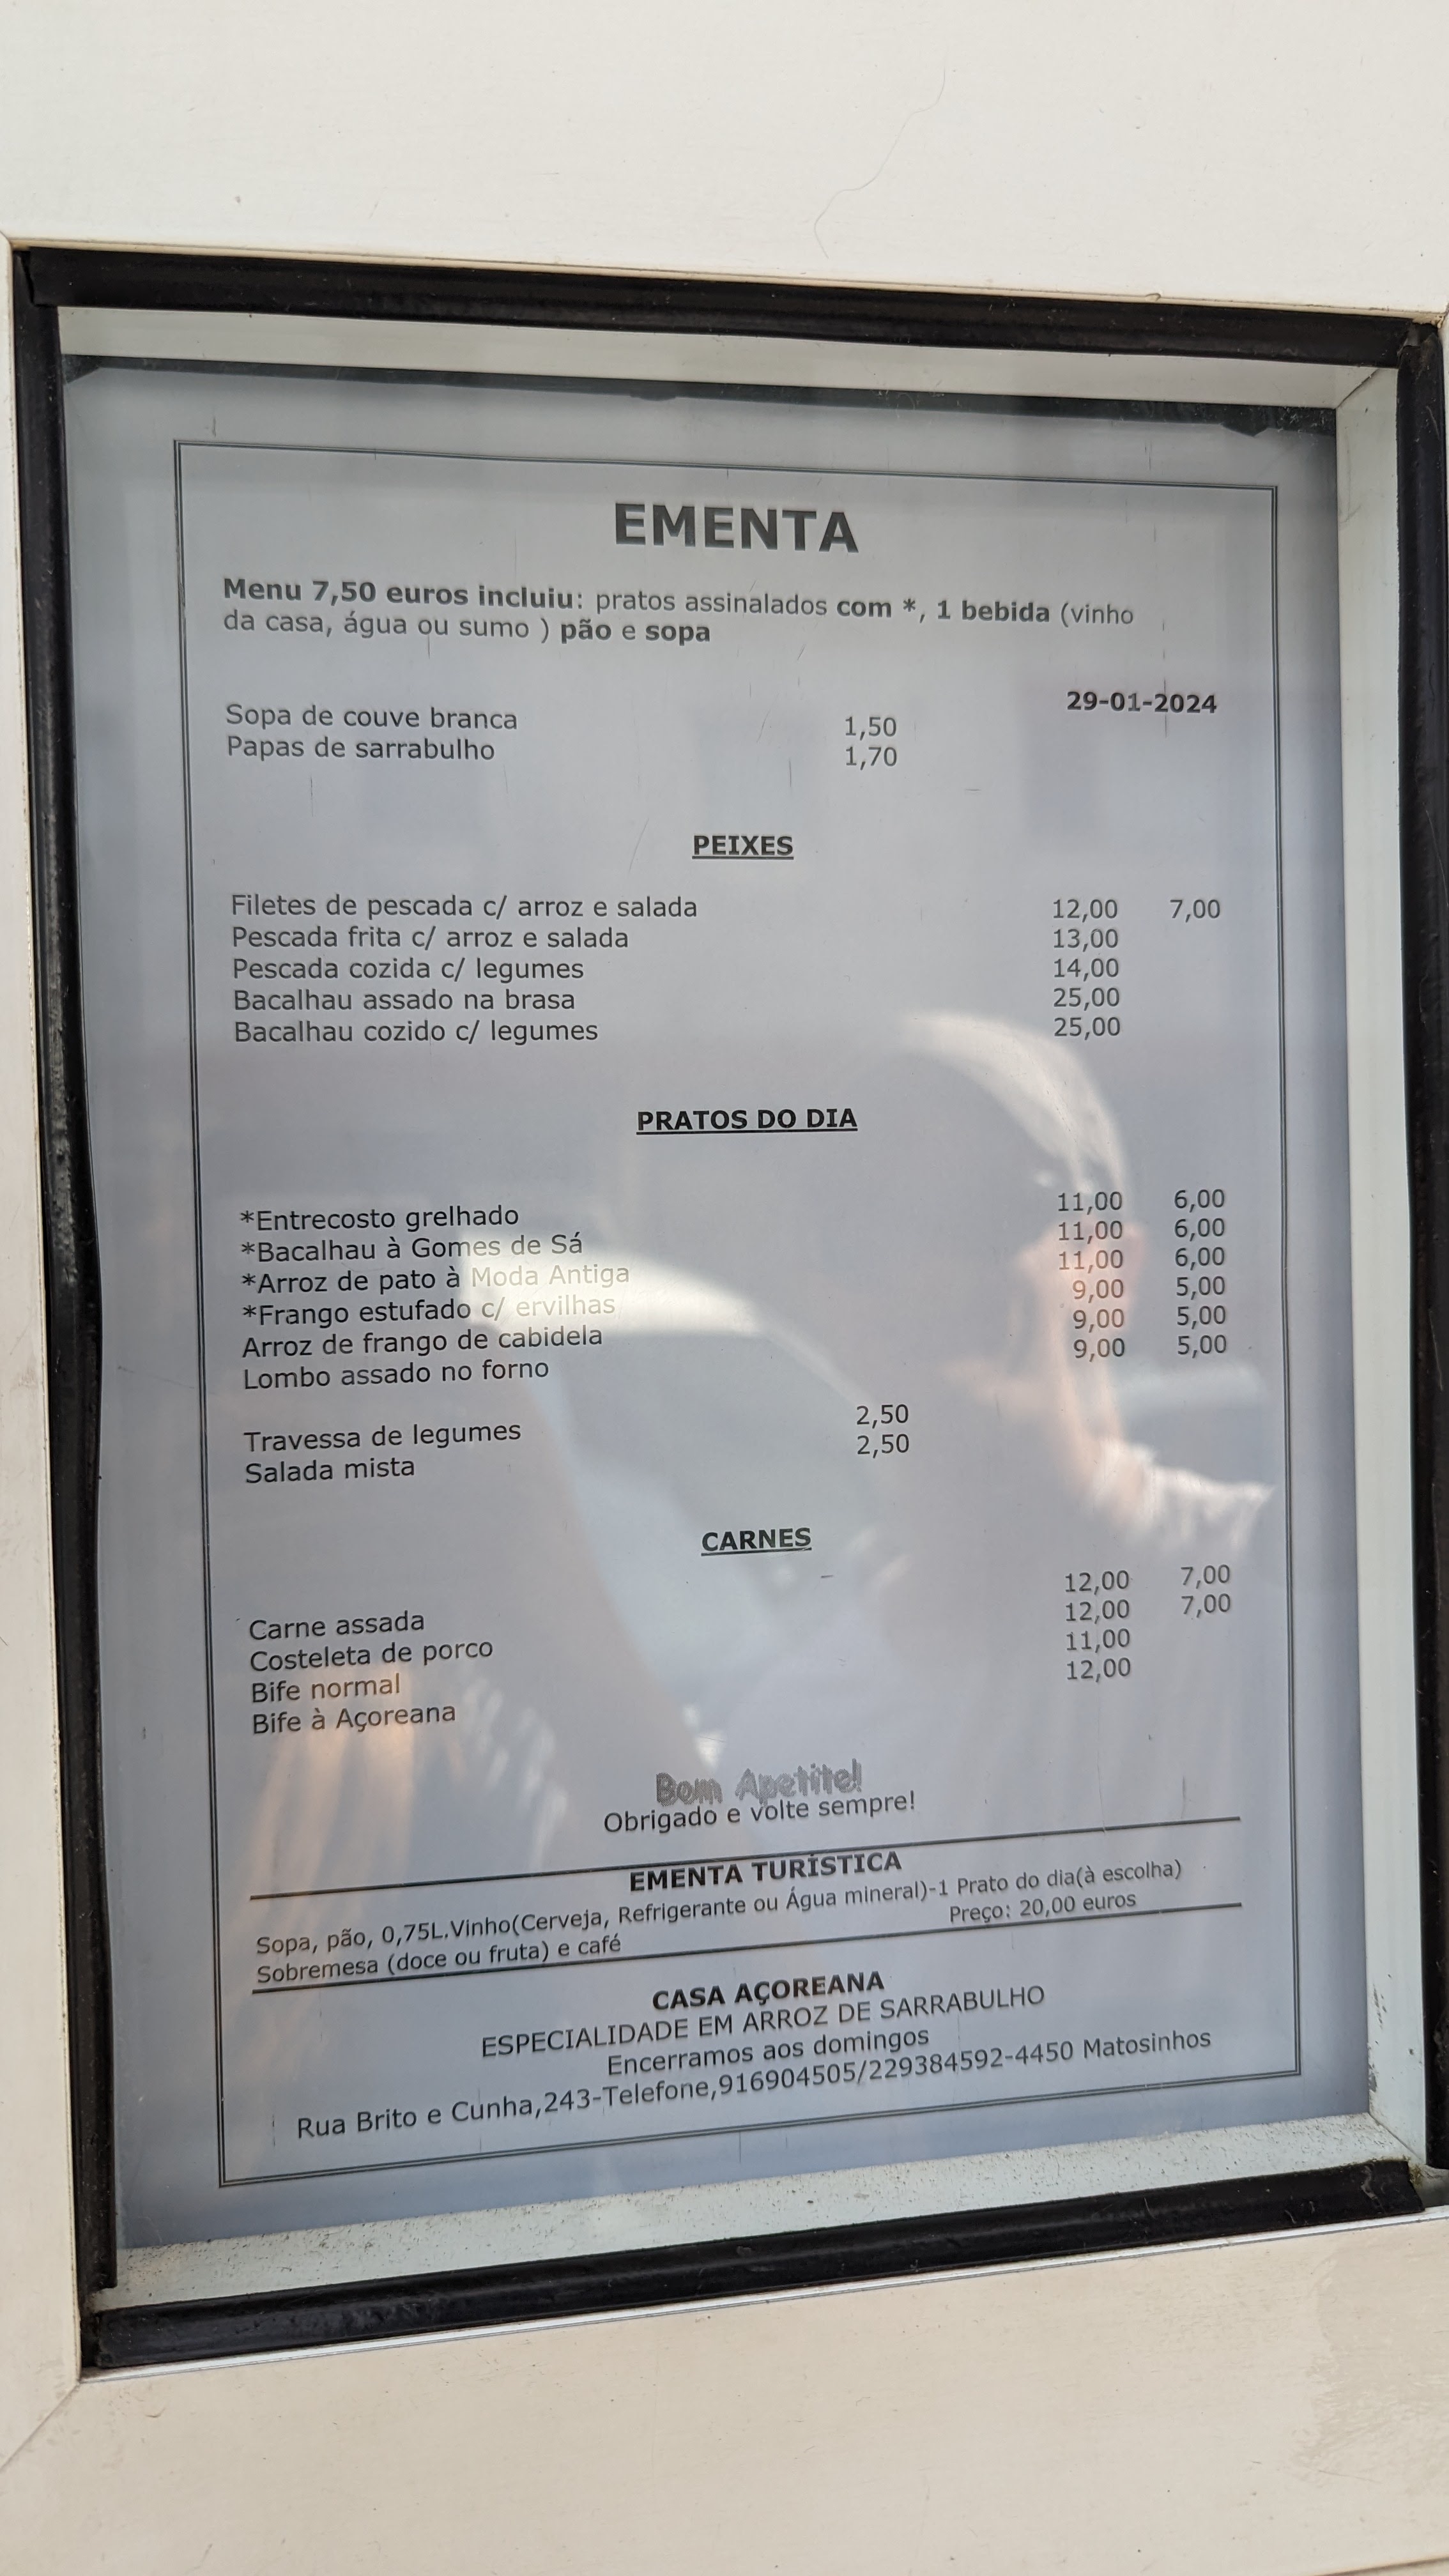 EMENTA
Menu 7,50 euros incluiu: pratos assinalados com *, 1 bebida (vinho
da casa, água ou sumo ) pão e sopa
29-01-2024
Sopa de couve branca 1,50
Papas de sarrabulho 1,70
PEIXES
Filetes de pescada c/ arroz e salada 12,00 7,00
Pescada frita c/ arroz e salada 13,00
Pescada cozida c/ legumes 14,00
Bacalhau assado na brasa 25,00
Bacalhau cozido c/ legumes 25,00
PRATOS DO DIA
*Entrecosto grelhado 11,00 6,00
*Bacalhau à Gomes de Sá 11,00 6,00
*Arroz de pato à Moda Antiga 11,00 6,00
*Frango estufado c/ ervilhas 9,00 5,00
Arroz de frango de cabidela 9,00 5,00
Lombo assado no forno 9,00 5,00
Travessa de legumes 2,50
Salada mista 2,50
CARNES
Carne assada 12,00 7,00
Costeleta de porco 12,00 7,00
Bife normal 11,00
Bife à Açoreana 12,00
Bom Apetite!
Obrigado e volte sempre!
EMENTA TURÍSTICA
Sopa, pão, 0,75L.Vinho(Cerveja, Refrigerante ou Água mineral)-1 Prato do dia(à escolha)
Sobremesa (doce ou fruta) e café Preço: 20,00 euros
CASA AÇOREANA
ESPECIALIDADE EM ARROZ DE SARRABULHO
Encerramos aos domingos
Rua Brito e Cunha,243-Telefone,916904505/229384592-4450 Matosinhos